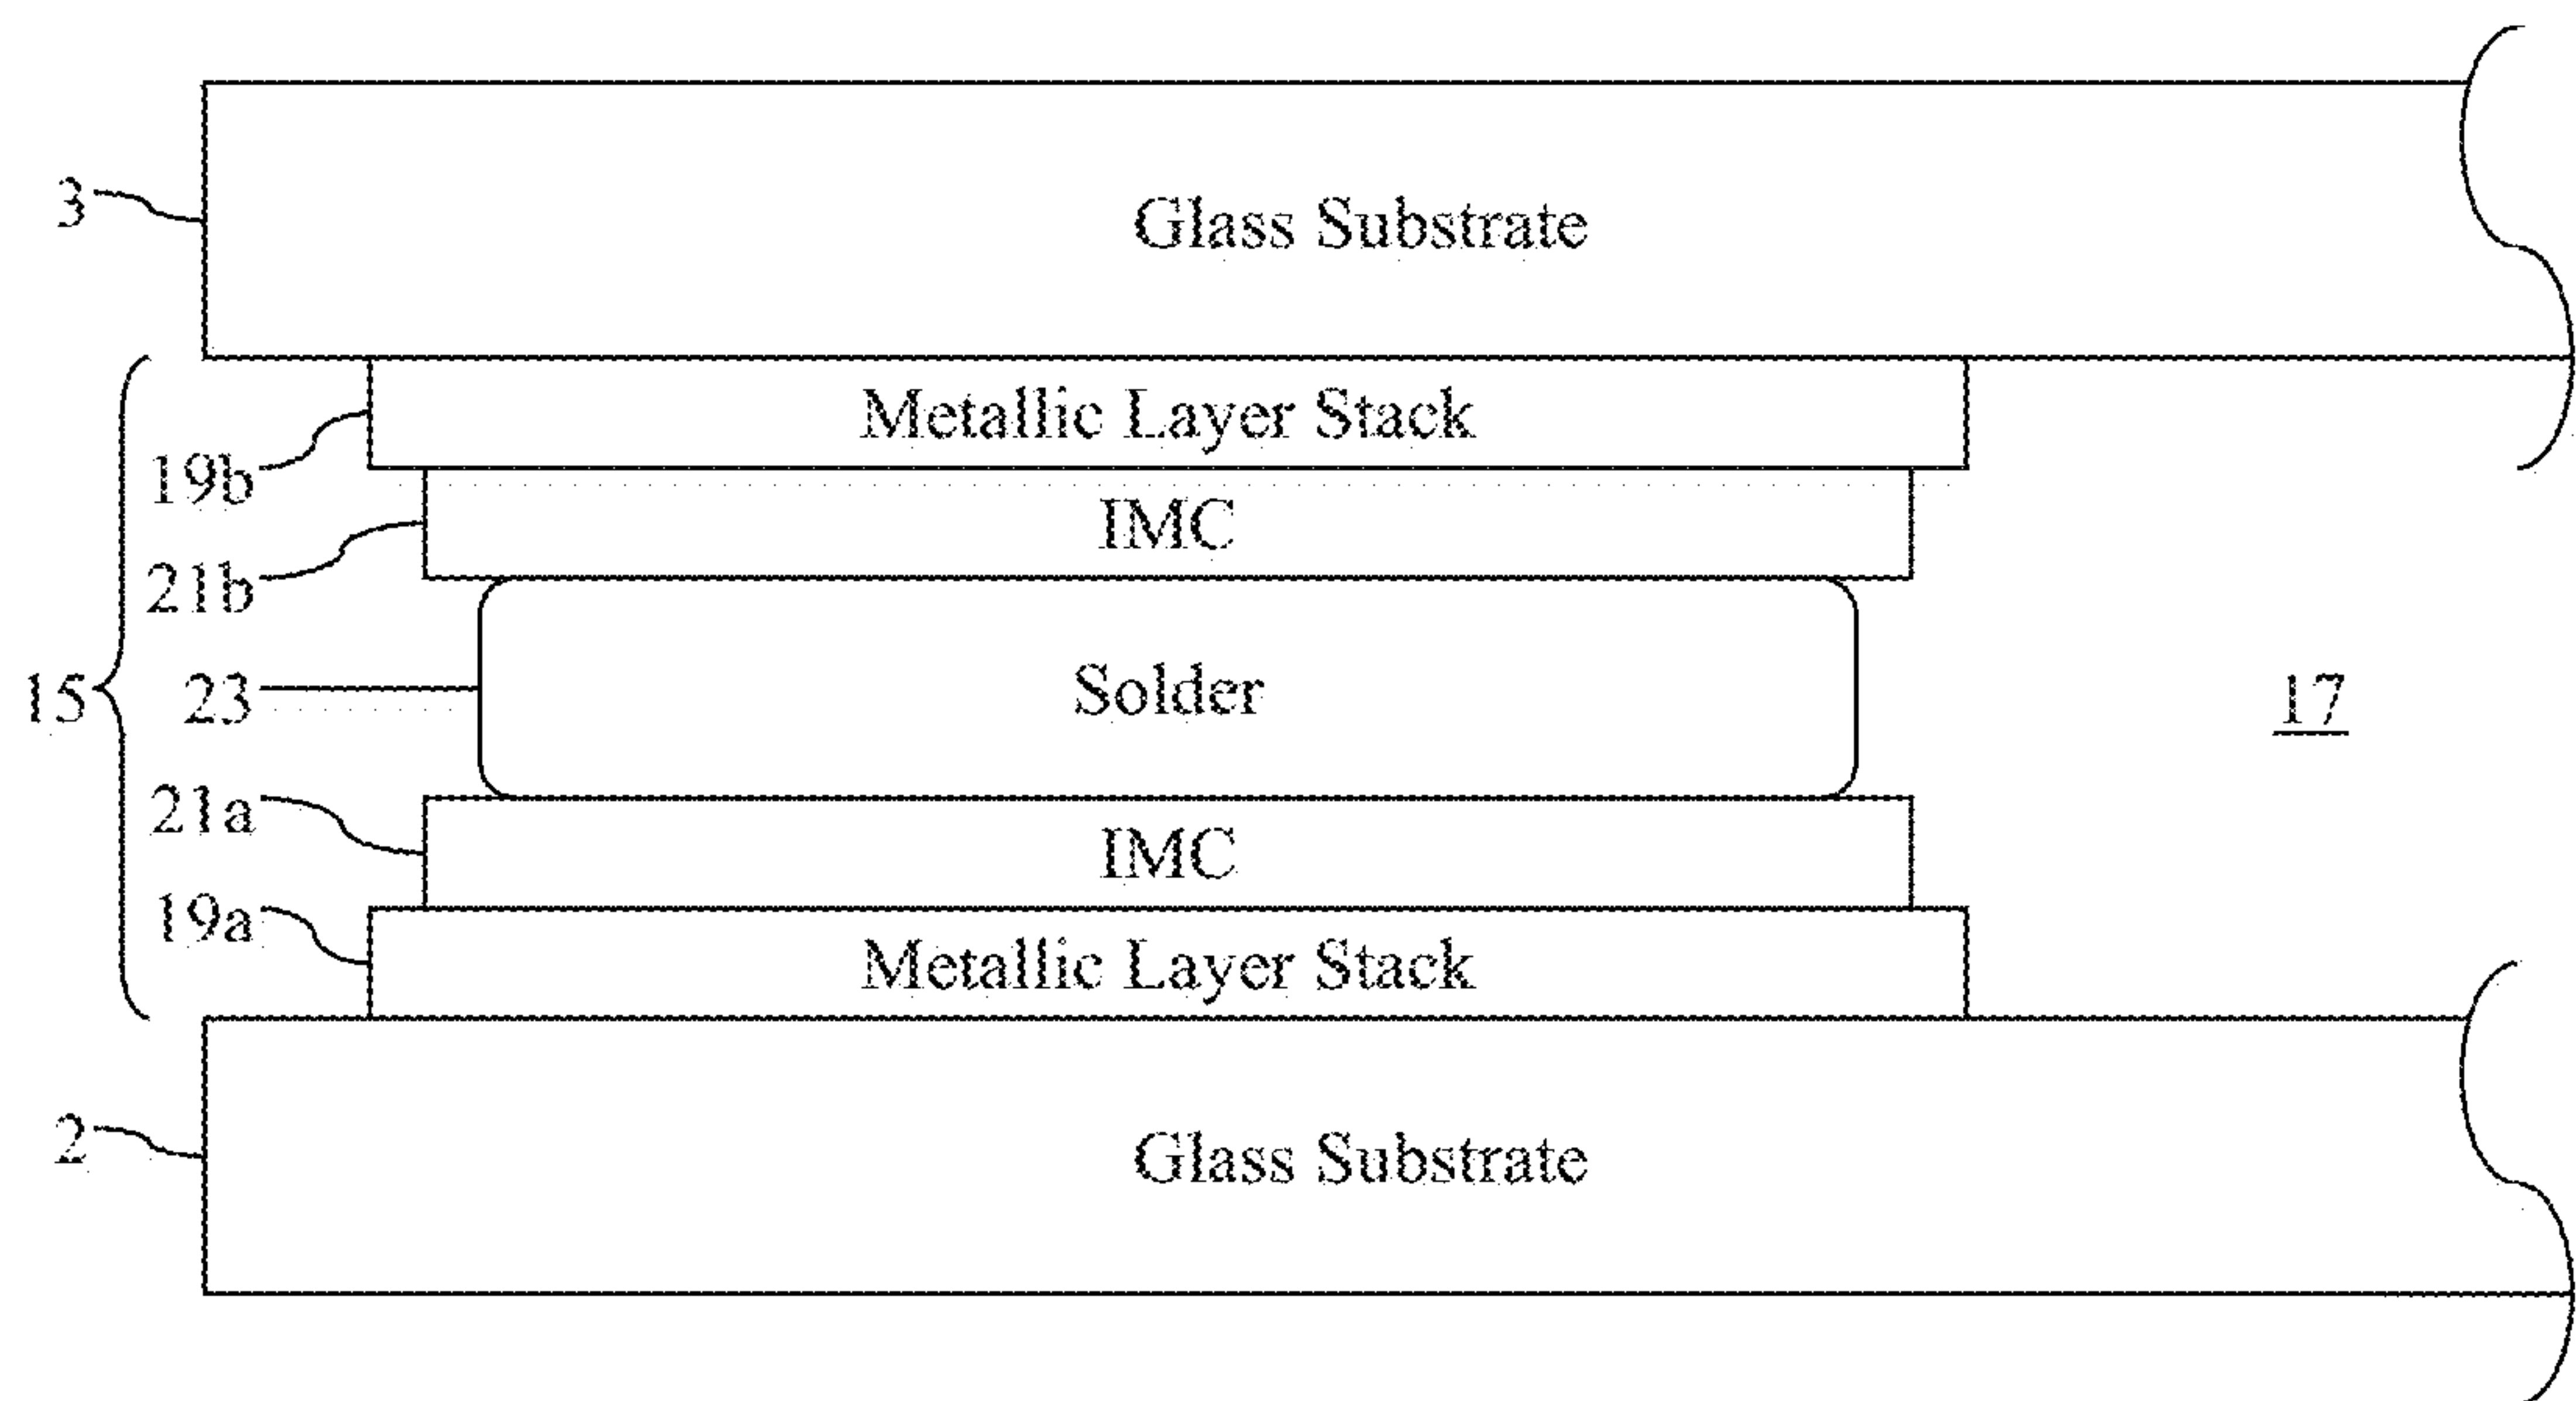 3
Glass Substrate
Metallic Layer Stack
19b
IMC
21b
15
23
Solder
17
21a
IMC
19a
Metallic Layer Stack
2
Glass Substrate